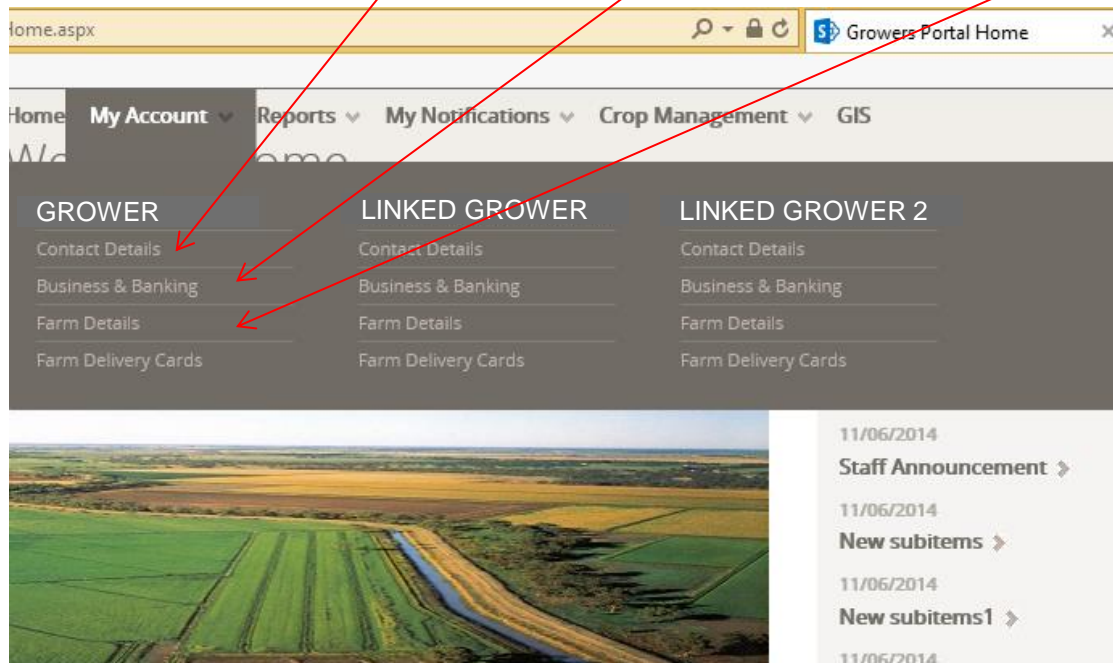 Home.aspx
Growers Portal Home
Home My Account Reports My Notifications Crop Management GIS
GROWER LINKED GROWER LINKED GROWER 2
Contact Details Contact Details Contact Details
Business & Banking Business & Banking Business & Banking
Farm Details Farm Details Farm Details
Farm Delivery Cards Farm Delivery Cards Farm Delivery Cards
11/06/2014
Staff Announcement
11/06/2014
New subitems
11/06/2014
New subitems1
11/06/2014